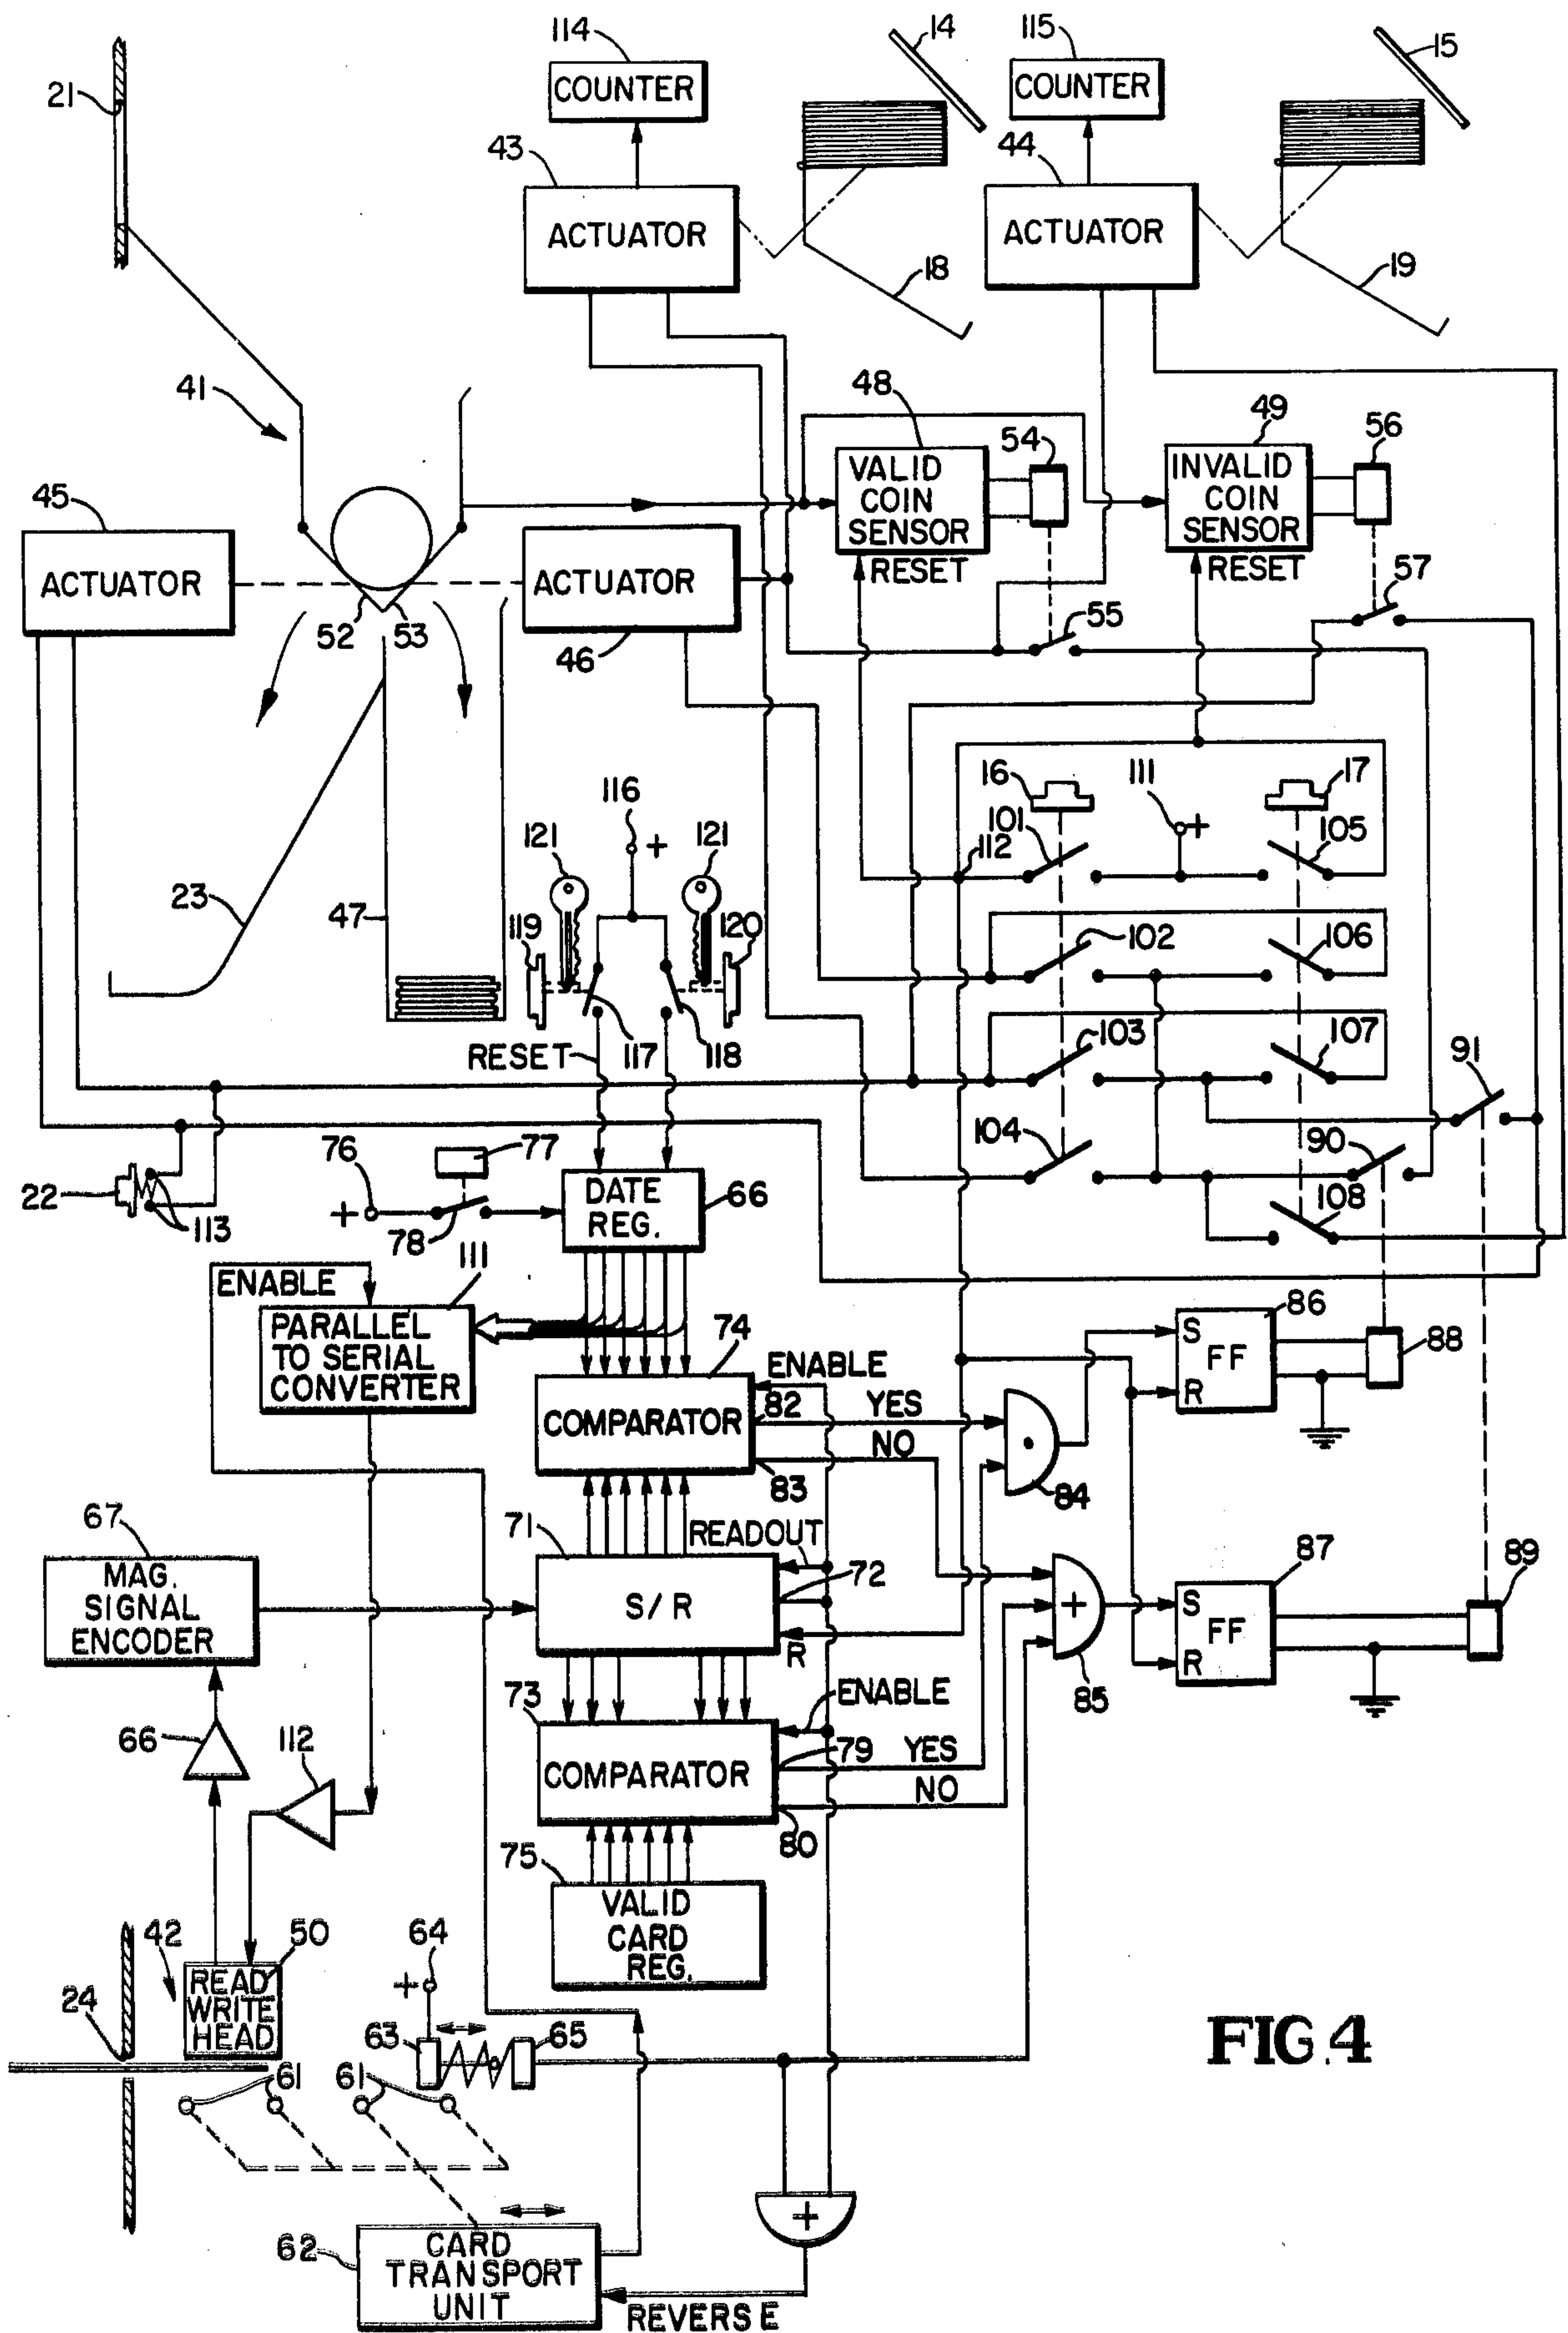 114
14
115
15
COUNTER
COUNTER
21
43
44
ACTUATOR
ACTUATOR
18
19
41
48
49
54
56
VALID
COIN
SENSOR
INVALID
COIN
SENSOR
45
RESET
RESET
57
ACTUATOR
ACTUATOR
52
53
46
55
116
16
111
17
+
121
121
101
112
105
23
47
119
120
102
106
RESET
117
118
103
107
91
104
90
76
77
22
113
+
78
DATE
REG.
66
108
111
ENABLE
86
PARALLEL
TO SERIAL
CONVERTER
74
ENABLE
S
FF
R
88
COMPARATOR
82
YES
NO
83
84
67
71
READOUT
87
89
MAG.
SIGNAL
ENCODER
S/R
72
R
+
S
FF
R
85
73
ENABLE
66
112
COMPARATOR
79
YES
NO
80
75
VALID
CARD
REG.
42
50
64
READ
WRITE
HEAD
+
24
63
65
61
61
FIG.4
+
62
CARD
TRANSPORT
UNIT
REVERSE